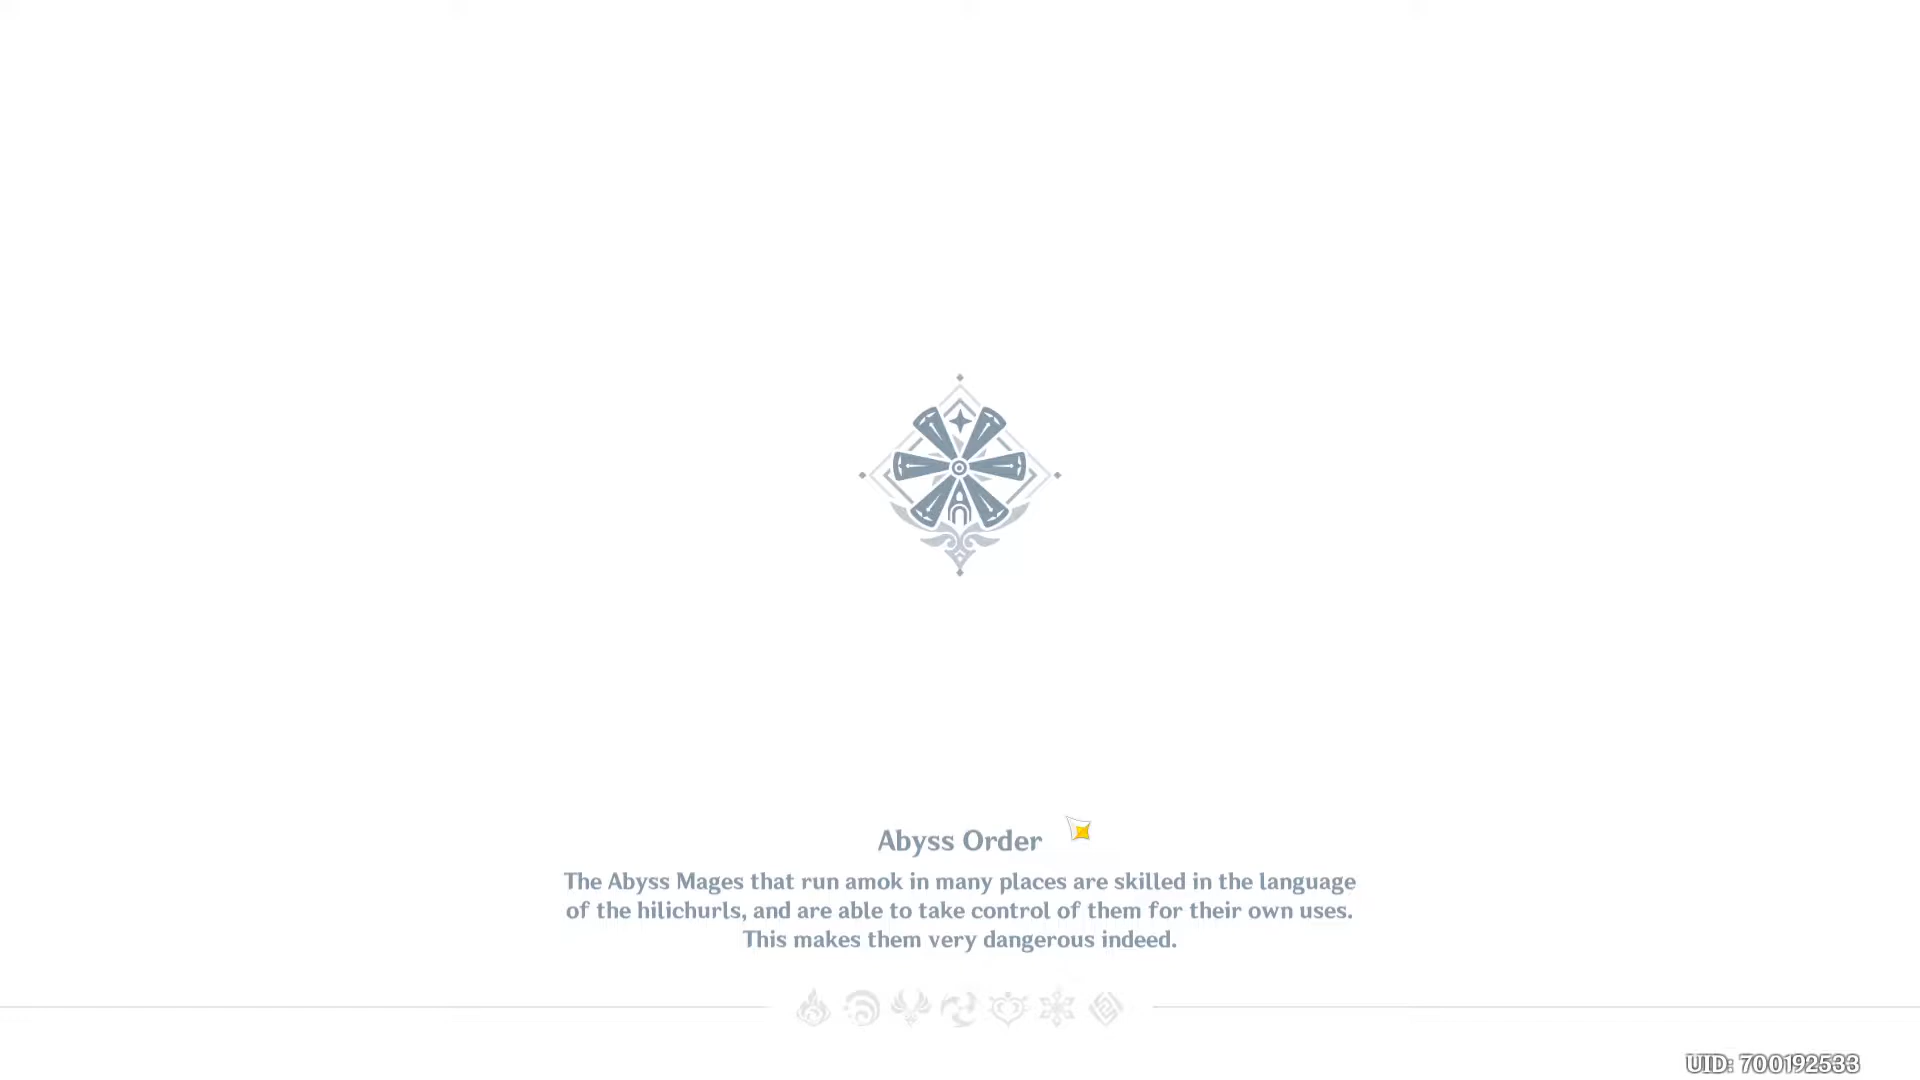 Abyss Order
The Abyss Mages that run amok in many places are skilled in the language
of the hilichurls, and are able to take control of them for their own uses.
This makes them very dangerous indeed.
UID: 700192533